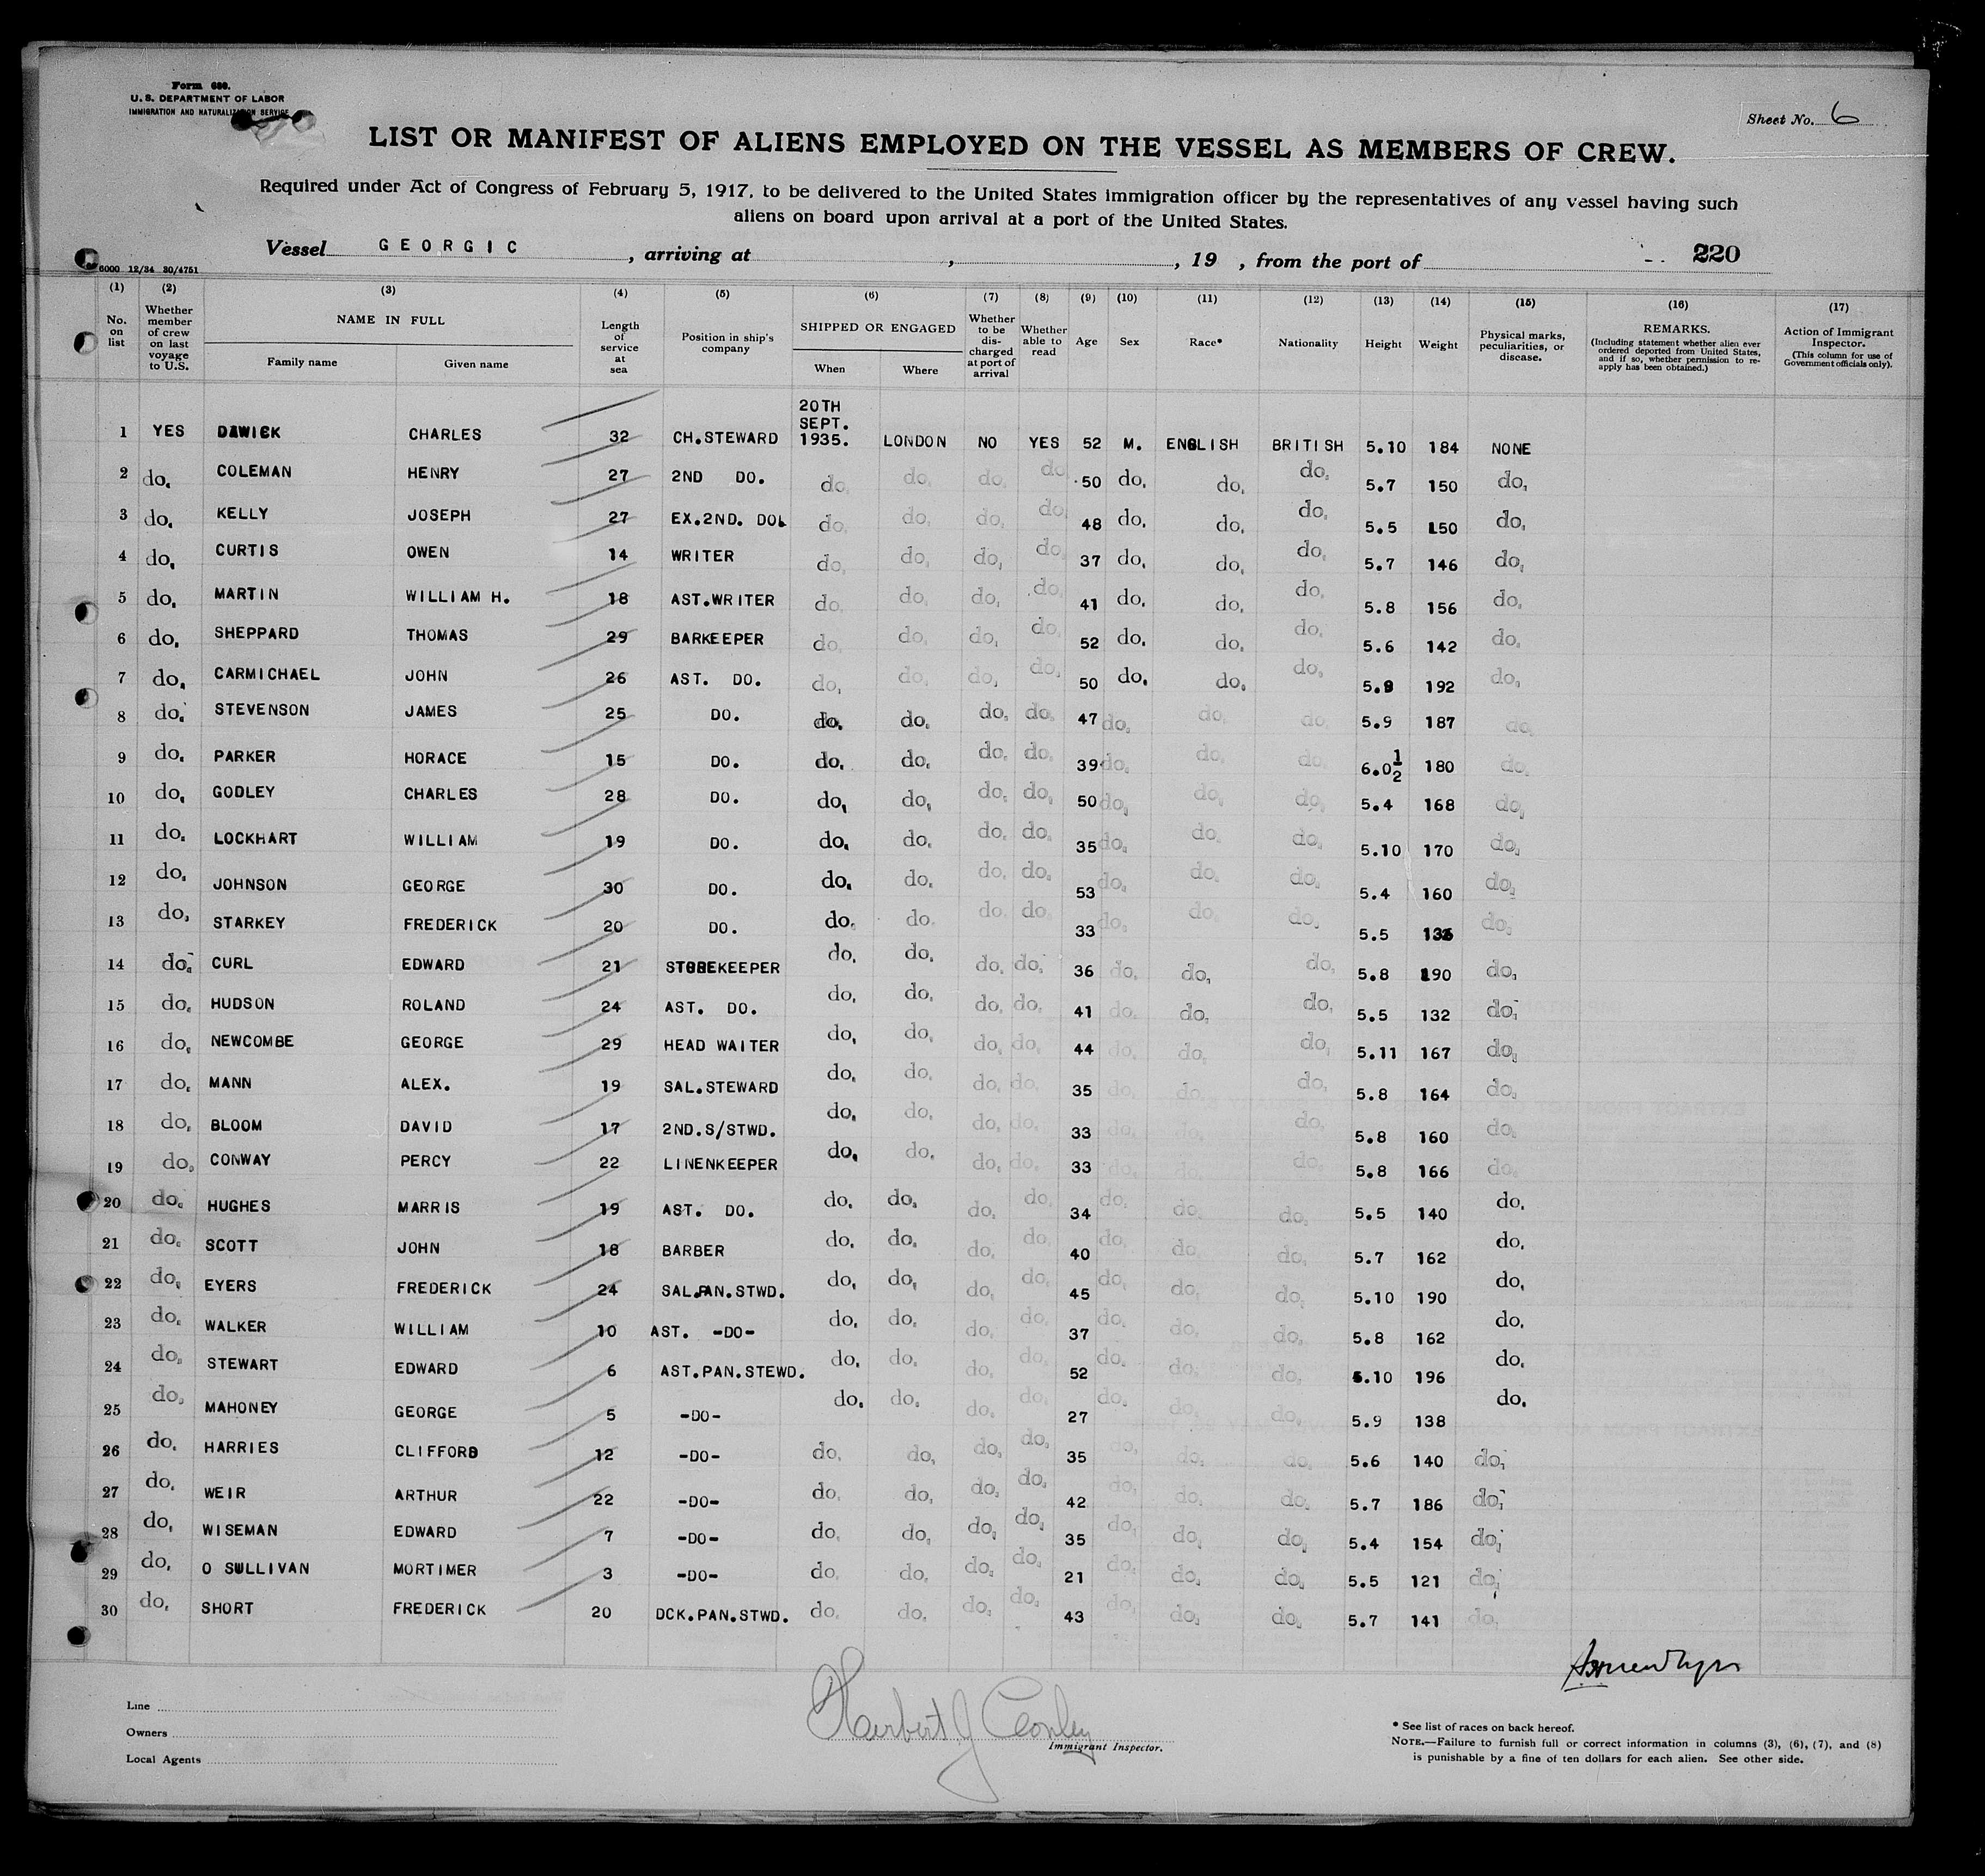 Form 680.
U. S. DEPARTMENT OF LABOR
IMMIGRATION AND NATURALIZATION SERVICE
Sheet No. 6
LIST OR MANIFEST OF ALIENS EMPLOYED ON THE VESSEL AS MEMBERS OF CREW.
Required under Act of Congress of February 5, 1917, to be delivered to the United States immigration officer by the representatives of any vessel having such
aliens on board upon arrival at a port of the United States.
Vessel GEORGIC, arriving at , , 19 , from the port of 220
6000 12/34 30/4751
(1) (2) (3) (4) (5) (6) (7) (8) (9) (10) (11) (12) (13) (14) (15) (16) (17)
No. on list
Whether member of crew on last voyage to U.S.
NAME IN FULL
Family name Given name
Length of service at sea
Position in ship's company
SHIPPED OR ENGAGED
When Where
Whether to be discharged at port of arrival
Whether able to read
Age Sex Race* Nationality Height Weight
Physical marks, peculiarities, or disease.
REMARKS.
(Including statement whether alien ever ordered deported from United States, and if so, whether permission to re-apply has been obtained.)
Action of Immigrant Inspector.
(This column for use of Government officials only).
1 YES CHARLES 32 CH.STEWARD 20TH SEPT. 1935. LONDON NO YES 52 M. ENGLISH BRITISH 5.10 184 NONE
2 do. COLEMAN HENRY 27 2ND DO. do. do. do. do. 50 do. do. do. 5.7 150 do.
3 do. KELLY JOSEPH 27 EX.2ND. DO. do. do. do. do. 48 do. do. do. 5.5 150 do.
4 do. CURTIS OWEN 14 WRITER do. do. do. do. 37 do. do. do. 5.7 146 do.
5 do. MARTIN WILLIAM H. 18 AST.WRITER do. do. do. do. 41 do. do. do. 5.8 156 do.
6 do. SHEPPARD THOMAS 29 BARKEEPER do. do. do. do. 52 do. do. do. 5.6 142 do.
7 do. CARMICHAEL JOHN 26 AST. DO. do. do. do. do. 50 do. do. do. 5.9 192 do.
8 do. STEVENSON JAMES 25 DO. do. do. do. do. 47 do. do. do. 5.9 187 do.
9 do. PARKER HORACE 15 DO. do. do. do. do. 39 do. do. do. 6.0½ 180 do.
10 do. GODLEY CHARLES 28 DO. do. do. do. do. 50 do. do. do. 5.4 168 do.
11 do. LOCKHART WILLIAM 19 DO. do. do. do. do. 35 do. do. do. 5.10 170 do.
12 do. JOHNSON GEORGE 30 DO. do. do. do. do. 53 do. do. do. 5.4 160 do.
13 do. STARKEY FREDERICK 20 DO. do. do. do. do. 33 do. do. do. 5.5 do.
14 do. CURL EDWARD 21 STOREKEEPER do. do. do. do. 36 do. do. do. 5.8 190 do.
15 do. HUDSON ROLAND 24 AST. DO. do. do. do. do. 41 do. do. do. 5.5 132 do.
16 do. NEWCOMBE GEORGE 29 HEAD WAITER do. do. do. do. 44 do. do. do. 5.11 167 do.
17 do. MANN ALEX. 19 SAL.STEWARD do. do. do. do. 35 do. do. do. 5.8 164 do.
18 do. BLOOM DAVID 17 2ND.S/STWD. do. do. do. do. 33 do. do. do. 5.8 160 do.
19 do. CONWAY PERCY 22 LINENKEEPER do. do. do. do. 33 do. do. do. 5.8 166 do.
20 do. HUGHES MARRIS 19 AST. DO. do. do. do. do. 34 do. do. do. 5.5 140 do.
21 do. SCOTT JOHN 18 BARBER do. do. do. do. 40 do. do. do. 5.7 162 do.
22 do. EYERS FREDERICK 24 SAL.PAN.STWD. do. do. do. do. 45 do. do. do. 5.10 190 do.
23 do. WALKER WILLIAM 10 AST. -DO- do. do. do. do. 37 do. do. do. 5.8 162 do.
24 do. STEWART EDWARD 6 AST.PAN.STEWD. do. do. do. do. 52 do. do. do. 5.10 196 do.
25 do. MAHONEY GEORGE 5 -DO- do. do. do. do. 27 do. do. do. 5.9 138 do.
26 do. HARRIES CLIFFORD 12 -DO- do. do. do. do. 35 do. do. do. 5.6 140 do.
27 do. WEIR ARTHUR 22 -DO- do. do. do. do. 42 do. do. do. 5.7 186 do.
28 do. WISEMAN EDWARD 7 -DO- do. do. do. do. 35 do. do. do. 5.4 154 do.
29 do. O SULLIVAN MORTIMER 3 -DO- do. do. do. do. 21 do. do. do. 5.5 121 do.
30 do. SHORT FREDERICK 20 DCK.PAN.STWD. do. do. do. do. 43 do. do. do. 5.7 141 do.
Line
Owners
Local Agents
Herbert J Conley
Immigrant Inspector.
* See list of races on back hereof.
NOTE.—Failure to furnish full or correct information in columns (3), (6), (7), and (8)
is punishable by a fine of ten dollars for each alien. See other side.